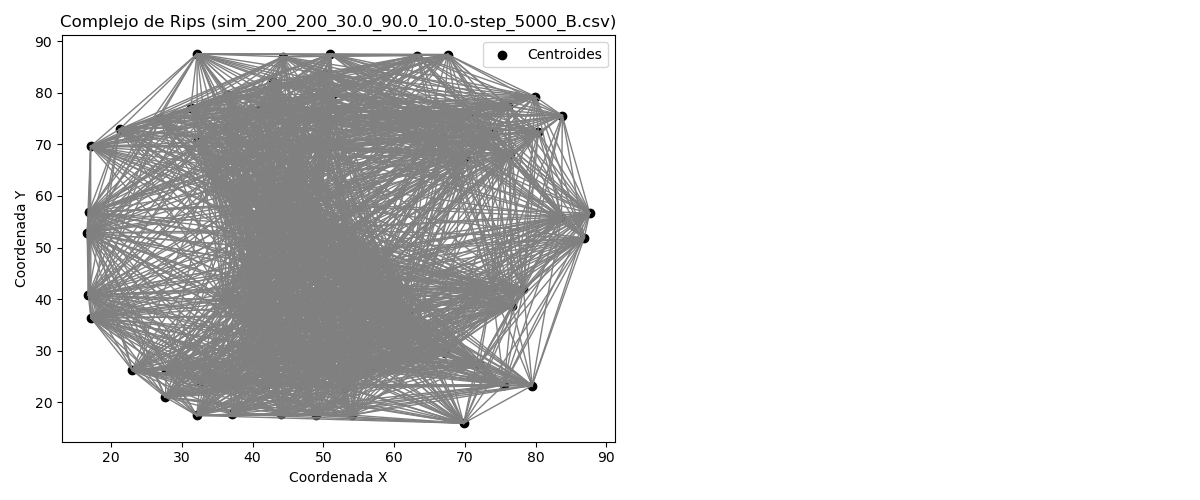 Complejo de Rips (sim_200_200_30.0_90.0_10.0-step_5000_B.csv)
Centroides
Coordenada Y
90
80
70
60
50
40
30
20
20 30 40 50 60 70 80 90
Coordenada X